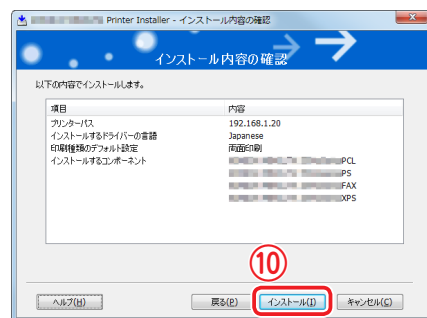 Printer Installer - インストール内容の確認
インストール内容の確認
以下の内容でインストールします。
項目 内容
プリンターパス 192.168.1.20
インストールするドライバーの言語 Japanese
印刷種類のデフォルト設定 両面印刷
インストールするコンポーネント PCL
PS
FAX
XPS
⑩
ヘルプ(H) 戻る(P) インストール(I) キャンセル(C)